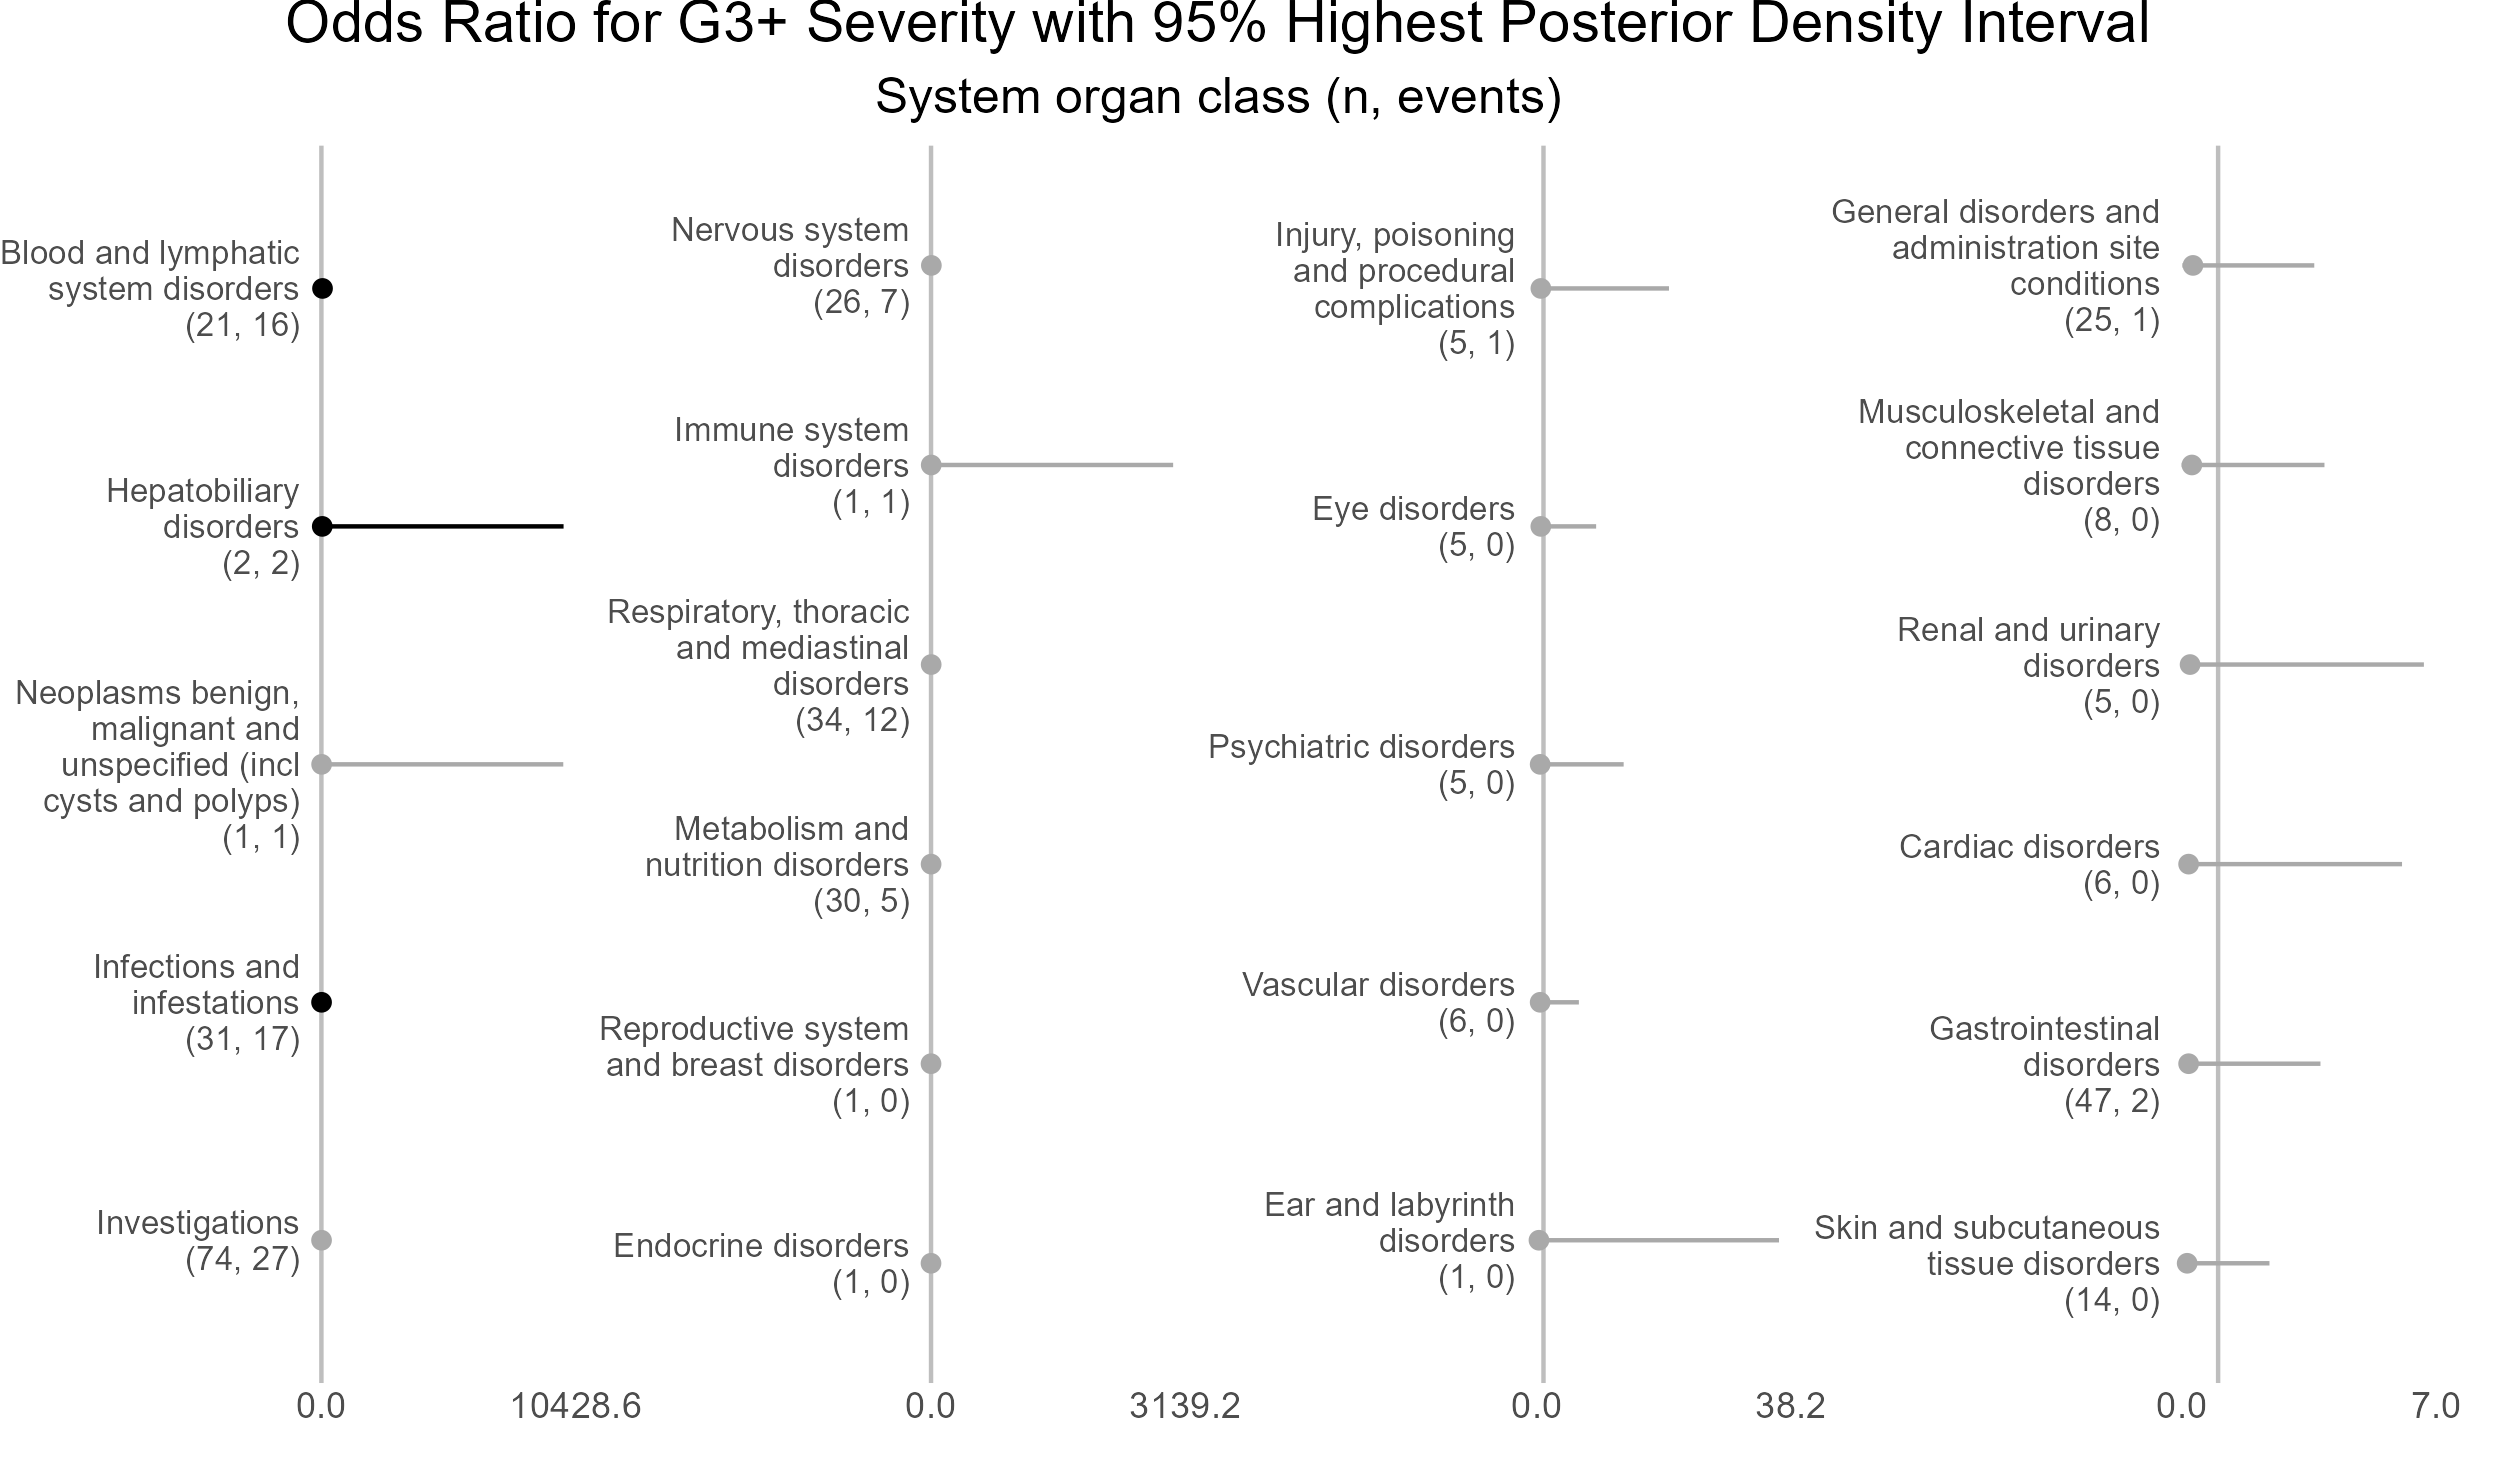 Odds Ratio for G3+ Severity with 95% Highest Posterior Density Interval
System organ class (n, events)
Blood and lymphatic
system disorders
(21, 16)
Hepatobiliary
disorders
(2, 2)
Neoplasms benign,
malignant and
unspecified (incl
cysts and polyps)
(1, 1)
Infections and
infestations
(31, 17)
Investigations
(74, 27)
0.0
10428.6
Nervous system
disorders
(26, 7)
Immune system
disorders
(1, 1)
Respiratory, thoracic
and mediastinal
disorders
(34, 12)
Metabolism and
nutrition disorders
(30, 5)
Reproductive system
and breast disorders
(1, 0)
Endocrine disorders
(1, 0)
0.0
3139.2
Injury, poisoning
and procedural
complications
(5, 1)
Eye disorders
(5, 0)
Psychiatric disorders
(5, 0)
Vascular disorders
(6, 0)
Ear and labyrinth
disorders
(1, 0)
0.0
38.2
General disorders and
administration site
conditions
(25, 1)
Musculoskeletal and
connective tissue
disorders
(8, 0)
Renal and urinary
disorders
(5, 0)
Cardiac disorders
(6, 0)
Gastrointestinal
disorders
(47, 2)
Skin and subcutaneous
tissue disorders
(14, 0)
0.0
7.0